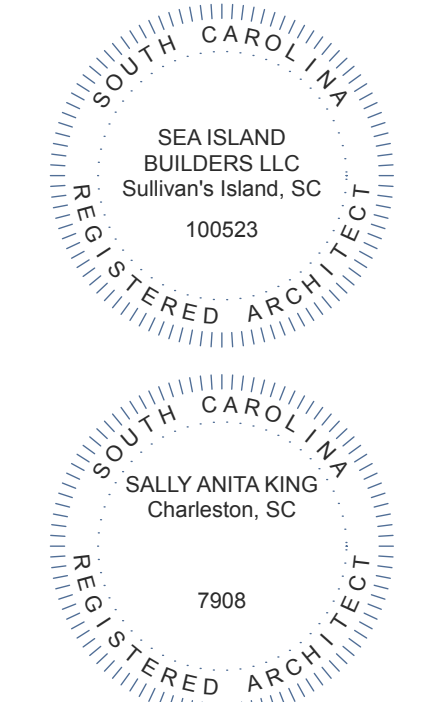 SOUTH CAROLINA
SEA ISLAND
BUILDERS LLC
Sullivan's Island, SC
100523
REGISTERED ARCHITECT
SOUTH CAROLINA
SALLY ANITA KING
Charleston, SC
7908
REGISTERED ARCHITECT